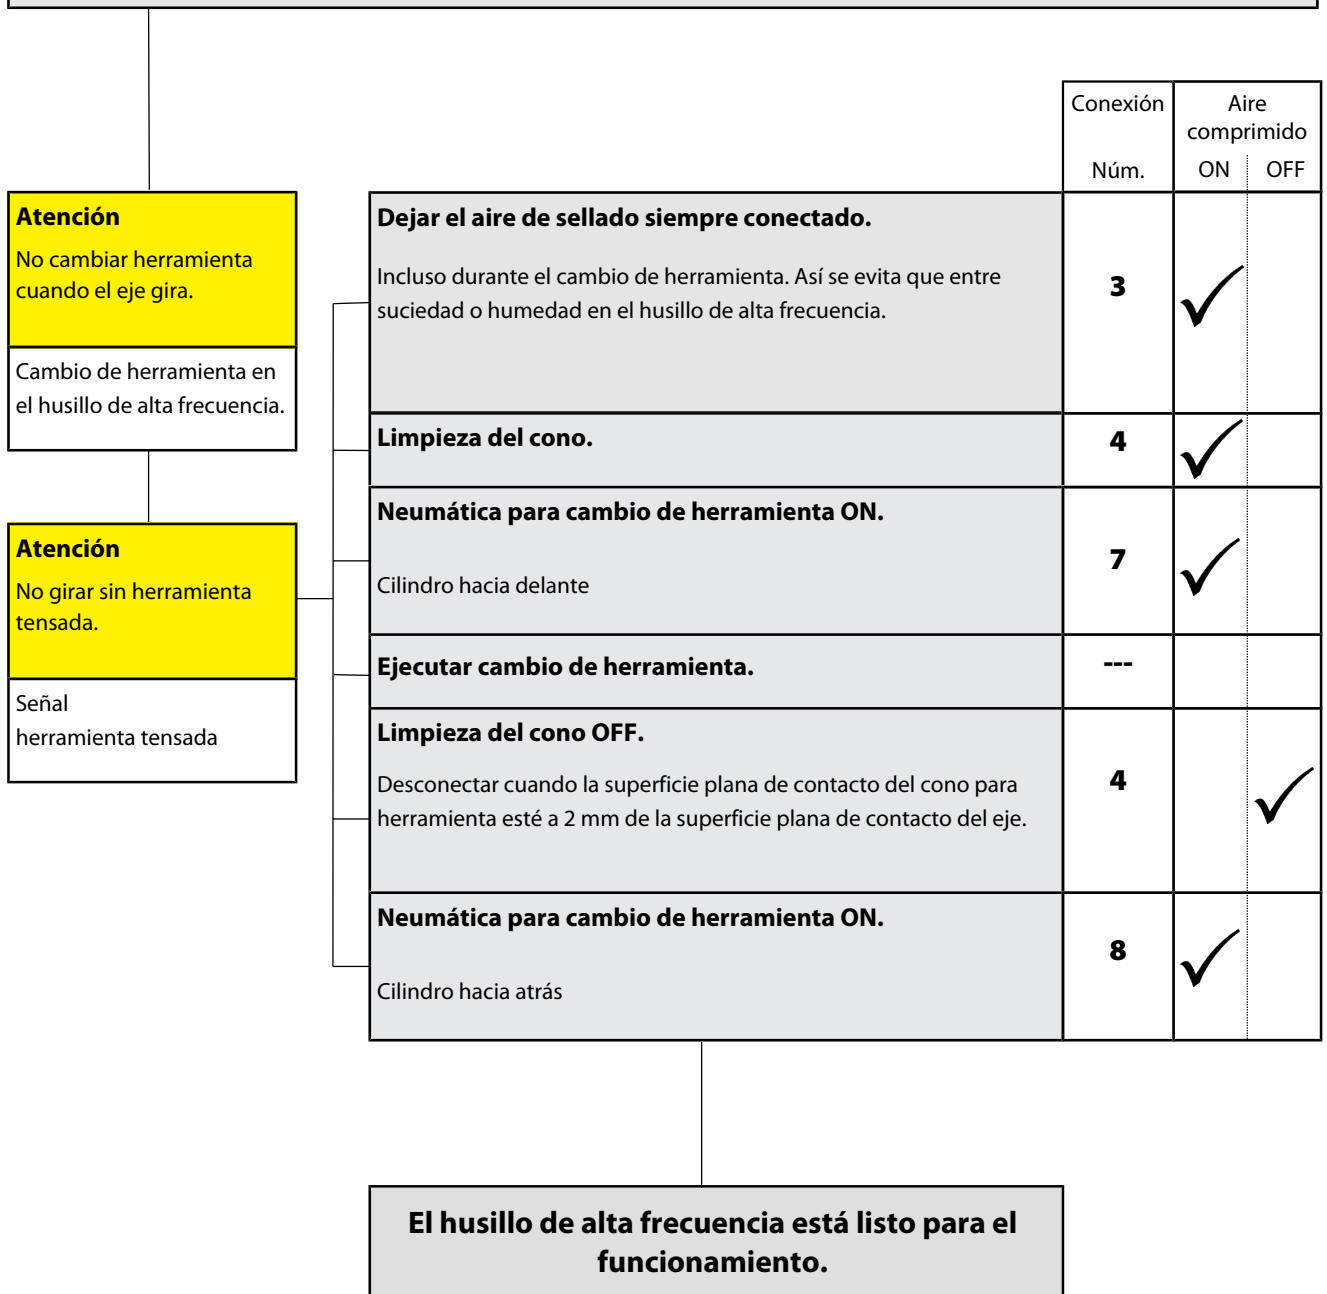 Conexión
Núm.
Aire
comprimido
ON OFF
Atención
No cambiar herramienta
cuando el eje gira.
Cambio de herramienta en
el husillo de alta frecuencia.
Atención
No girar sin herramienta
tensada.
Señal
herramienta tensada
Dejar el aire de sellado siempre conectado.
Incluso durante el cambio de herramienta. Así se evita que entre
suciedad o humedad en el husillo de alta frecuencia.
3
Limpieza del cono.
4
Neumática para cambio de herramienta ON.
Cilindro hacia delante
7
Ejecutar cambio de herramienta.
---
Limpieza del cono OFF.
Desconectar cuando la superficie plana de contacto del cono para
herramienta esté a 2 mm de la superficie plana de contacto del eje.
4
Neumática para cambio de herramienta ON.
Cilindro hacia atrás
8
El husillo de alta frecuencia está listo para el
funcionamiento.